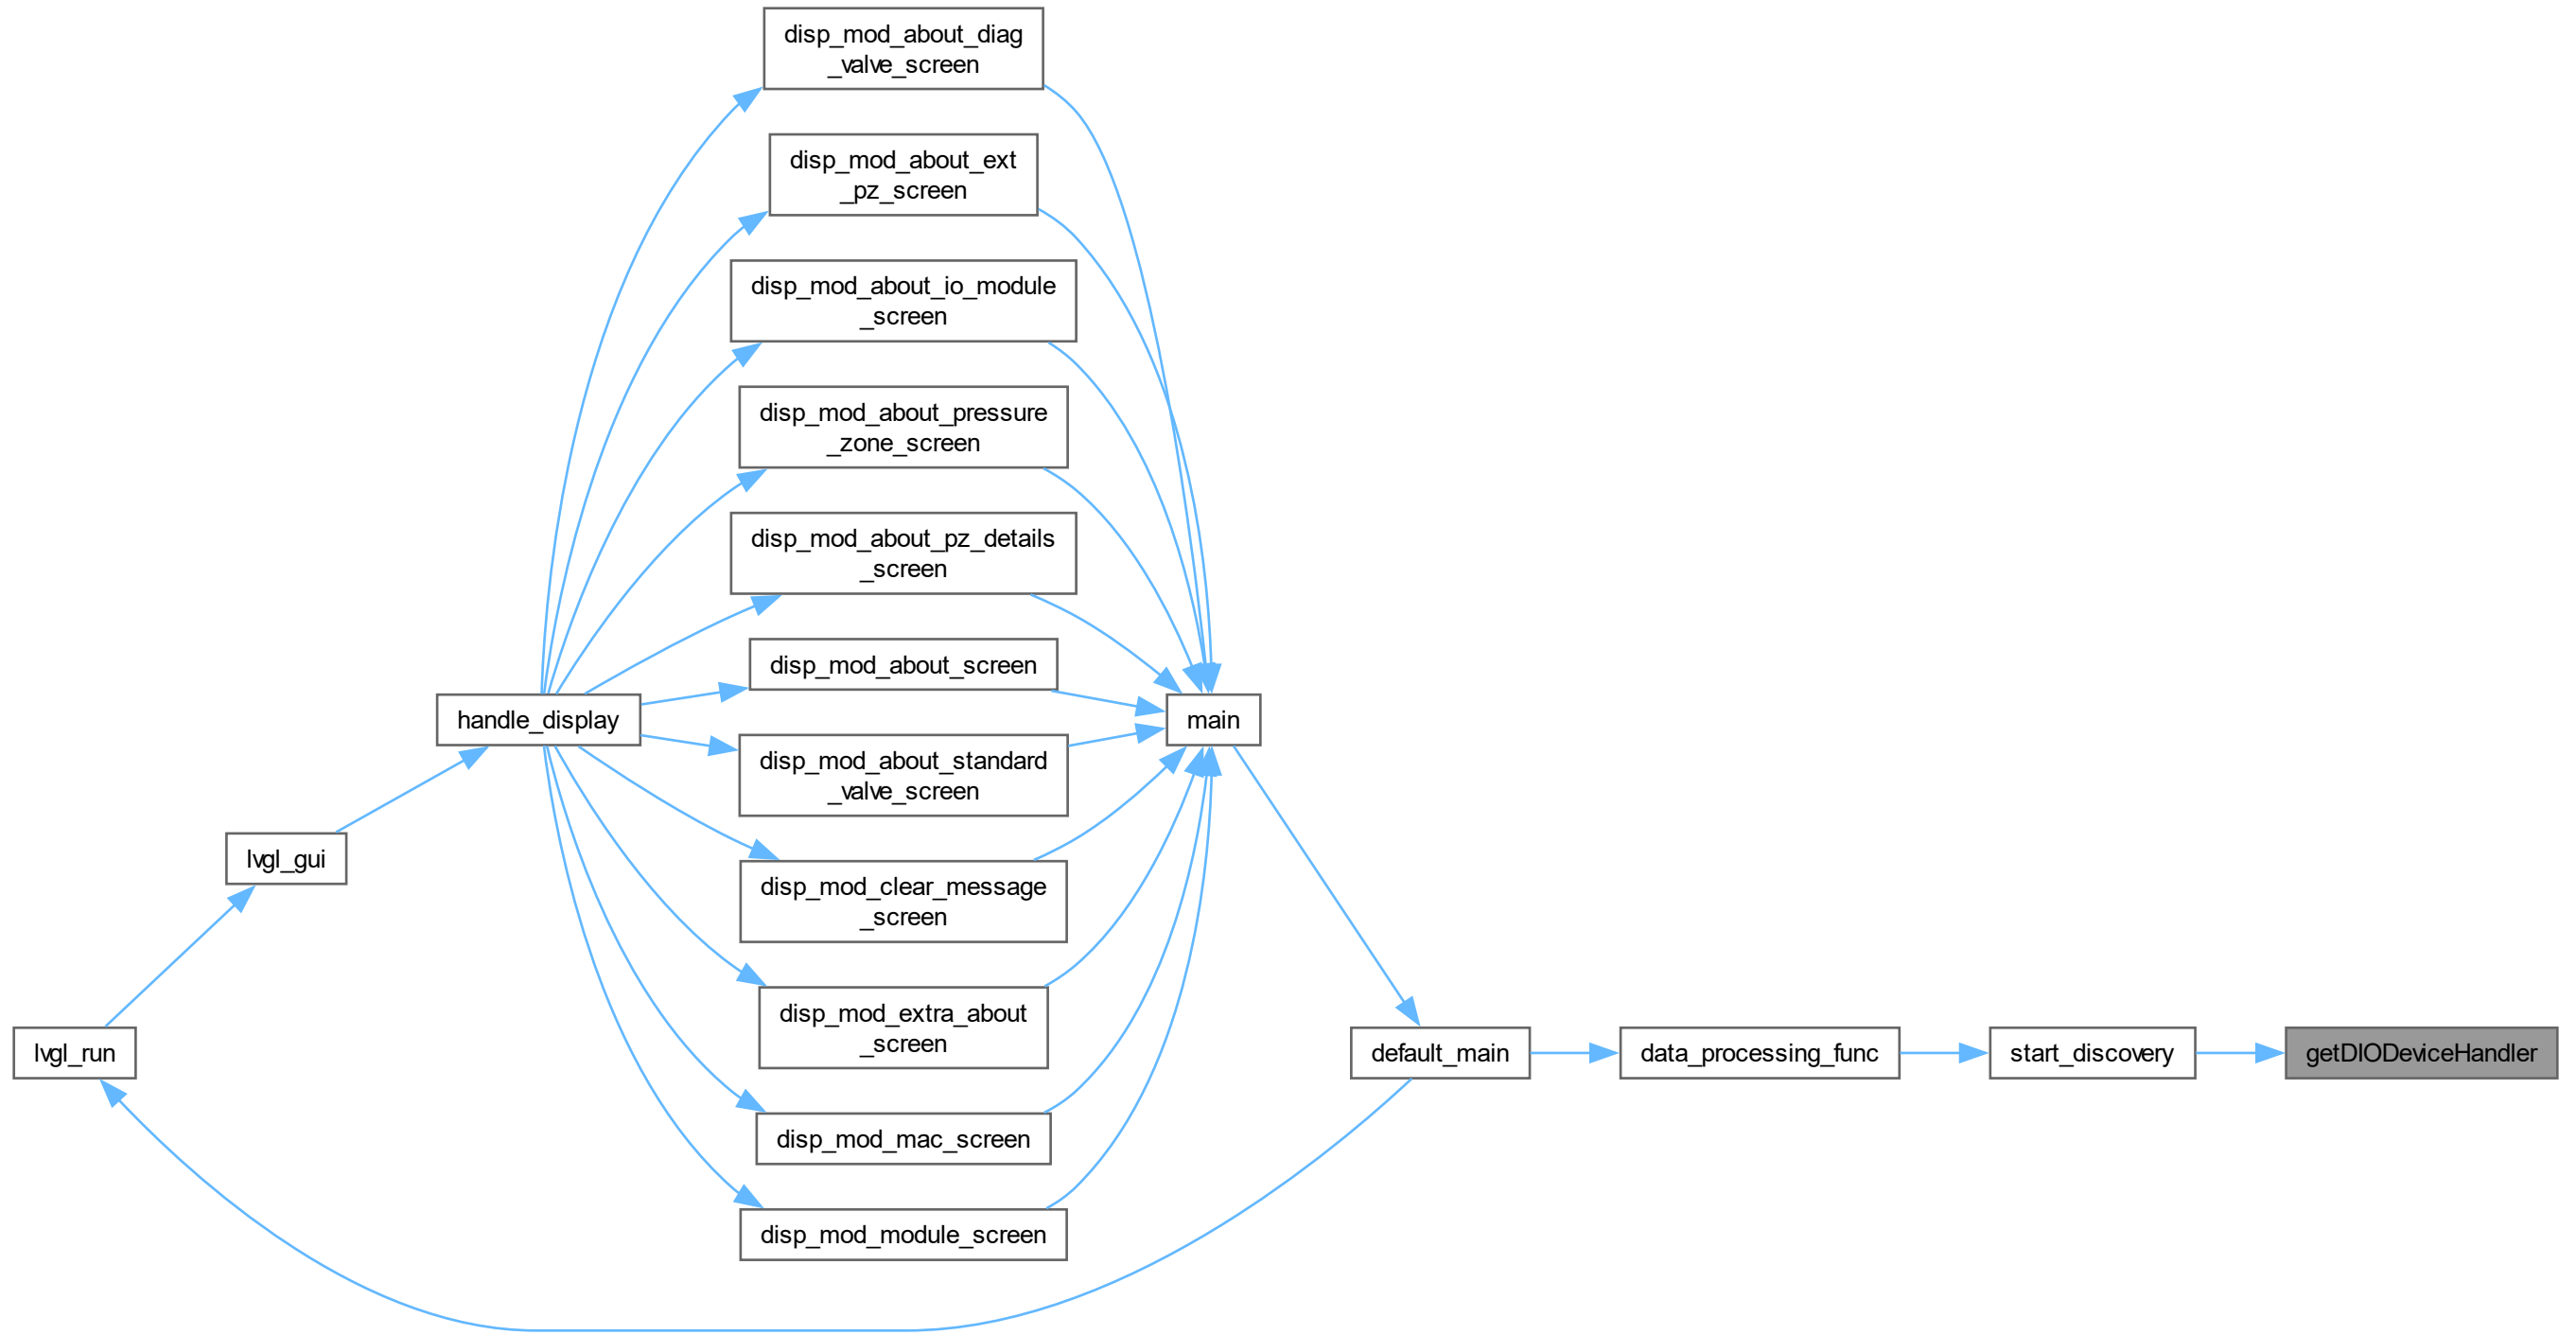 disp_mod_about_diag
_valve_screen
disp_mod_about_ext
_pz_screen
disp_mod_about_io_module
_screen
disp_mod_about_pressure
_zone_screen
disp_mod_about_pz_details
_screen
disp_mod_about_screen
handle_display
main
disp_mod_about_standard
_valve_screen
lvgl_gui
disp_mod_clear_message
_screen
disp_mod_extra_about
_screen
lvgl_run
default_main
data_processing_func
start_discovery
getDIODeviceHandler
disp_mod_mac_screen
disp_mod_module_screen